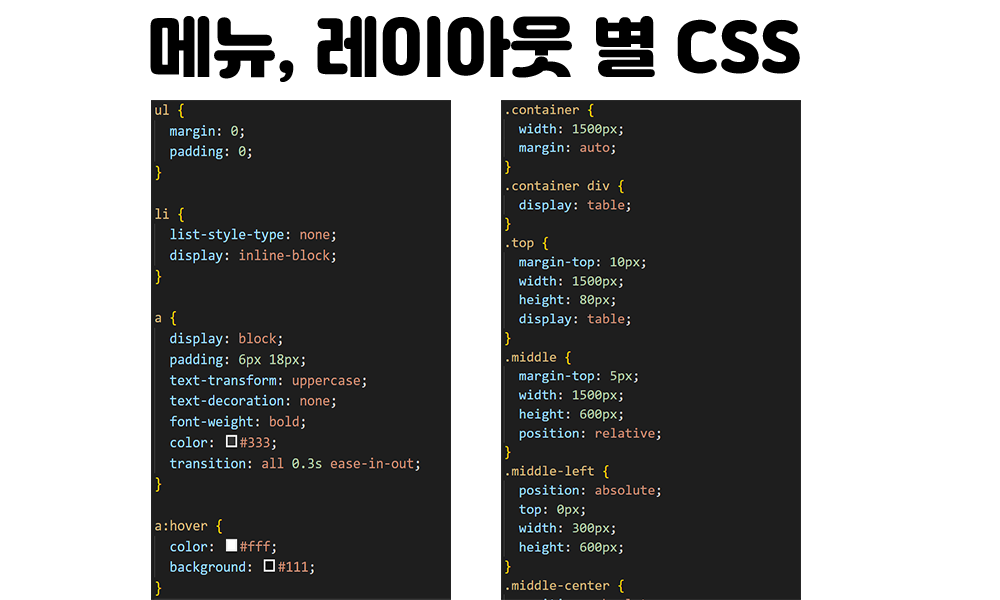 메뉴, 레이아웃 별 CSS
ul {
margin: 0;
padding: 0;
}
li {
list-style-type: none;
display: inline-block;
}
a {
display: block;
padding: 6px 18px;
text-transform: uppercase;
text-decoration: none;
font-weight: bold;
color: #333;
transition: all 0.3s ease-in-out;
}
a:hover {
color: #fff;
background: #111;
}
.container {
width: 1500px;
margin: auto;
}
.container div {
display: table;
}
.top {
margin-top: 10px;
width: 1500px;
height: 80px;
display: table;
}
.middle {
margin-top: 5px;
width: 1500px;
height: 600px;
position: relative;
}
.middle-left {
position: absolute;
top: 0px;
width: 300px;
height: 600px;
}
.middle-center {